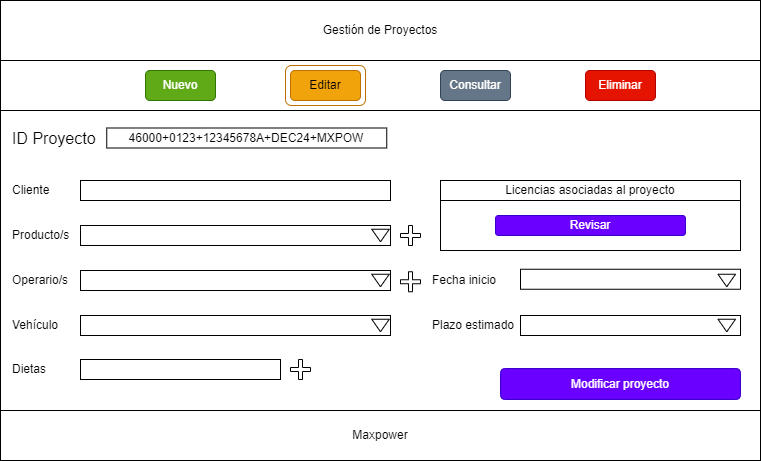 Gestión de Proyectos
Nuevo
Editar
Consultar
Eliminar
ID Proyecto
46000+0123+12345678A+DEC24+MXPOW
Cliente
Licencias asociadas al proyecto
Revisar
Producto/s
Operario/s
Fecha inicio
Vehículo
Plazo estimado
Dietas
Modificar proyecto
Maxpower